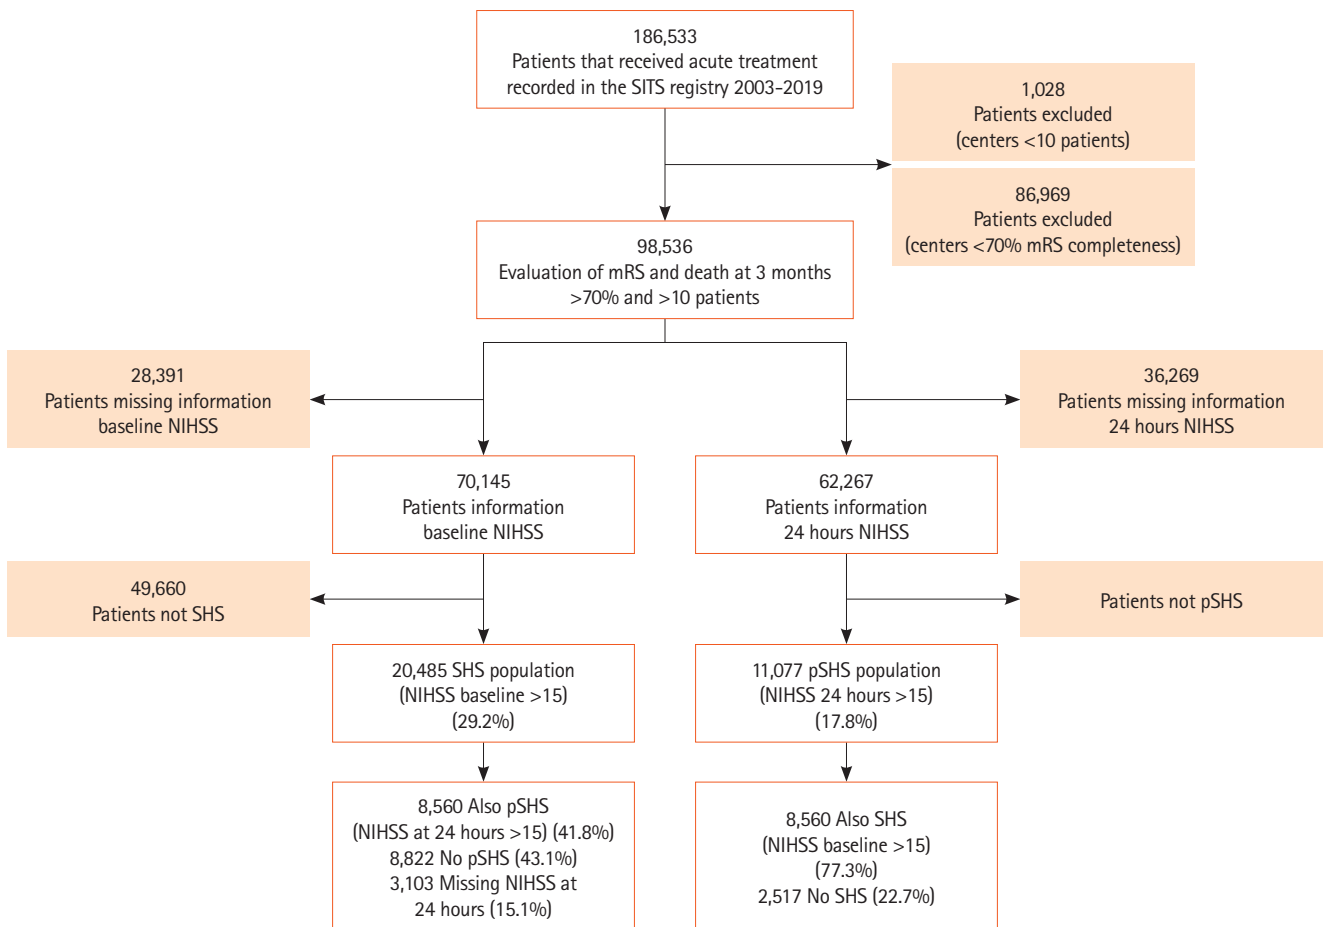 186,533
Patients that received acute treatment
recorded in the SITS registry 2003-2019
1,028
Patients excluded
(centers <10 patients)
86,969
Patients excluded
(centers <70% mRS completeness)
98,536
Evaluation of mRS and death at 3 months
>70% and >10 patients
28,391
Patients missing information
baseline NIHSS
36,269
Patients missing information
24 hours NIHSS
70,145
Patients information
baseline NIHSS
62,267
Patients information
24 hours NIHSS
49,660
Patients not SHS
Patients not pSHS
20,485 SHS population
(NIHSS baseline >15)
(29.2%)
11,077 pSHS population
(NIHSS 24 hours >15)
(17.8%)
8,560 Also pSHS
(NIHSS at 24 hours >15) (41.8%)
8,822 No pSHS (43.1%)
3,103 Missing NIHSS at
24 hours (15.1%)
8,560 Also SHS
(NIHSS baseline >15)
(77.3%)
2,517 No SHS (22.7%)